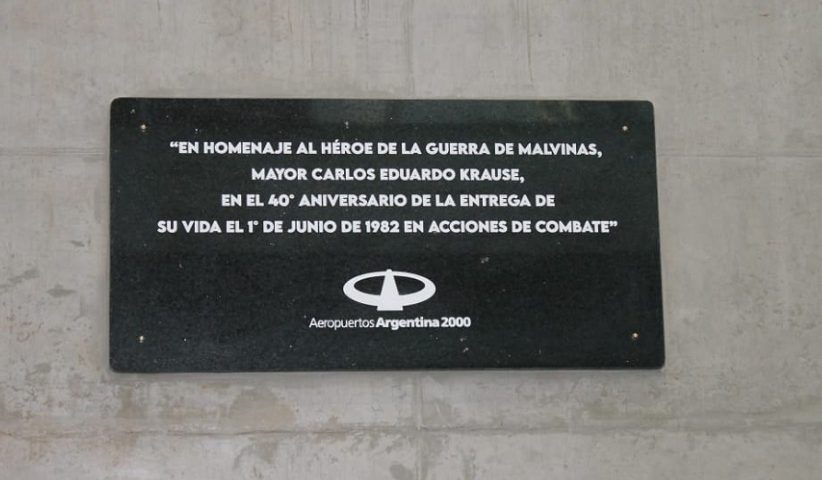 “EN HOMENAJE AL HÉROE DE LA GUERRA DE MALVINAS,
MAYOR CARLOS EDUARDO KRAUSE,
EN EL 40° ANIVERSARIO DE LA ENTREGA DE
SU VIDA EL 1° DE JUNIO DE 1982 EN ACCIONES DE COMBATE”
Aeropuertos Argentina 2000